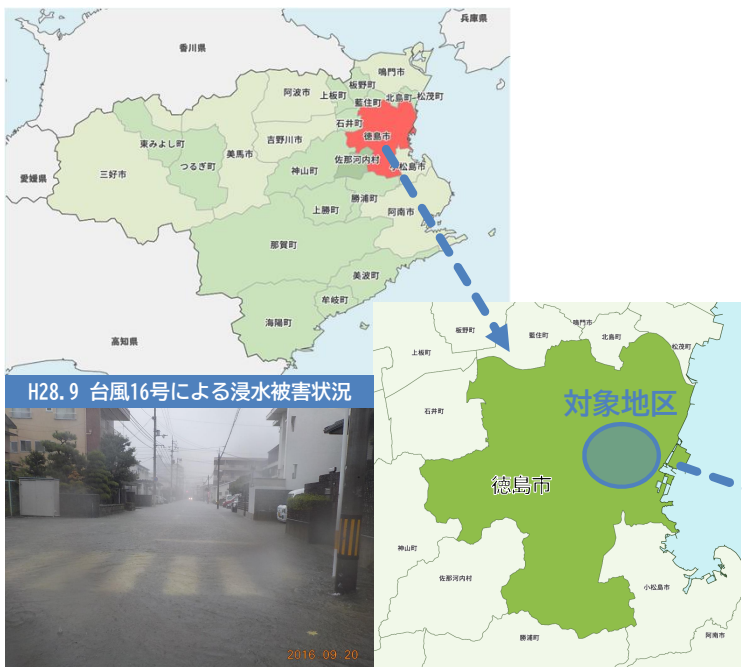 兵庫県
香川県
鳴門市
板野町
阿波市
上板町
北島町
松茂町
藍住町
石井町
徳島市
吉野川市
東みよし町
美馬市
佐那河内村
小松島市
つるぎ町
三好市
神山町
愛媛県
勝浦町
上勝町
阿南市
那賀町
美波町
牟岐町
海陽町
高知県
H28.9 台風16号による浸水被害状況
2016 09 20
鳴門市
板野町
藍住町
北島町
松茂町
上板町
石井町
対象地区
徳島市
神山町
佐那河内村
小松島市
勝浦町
阿南市